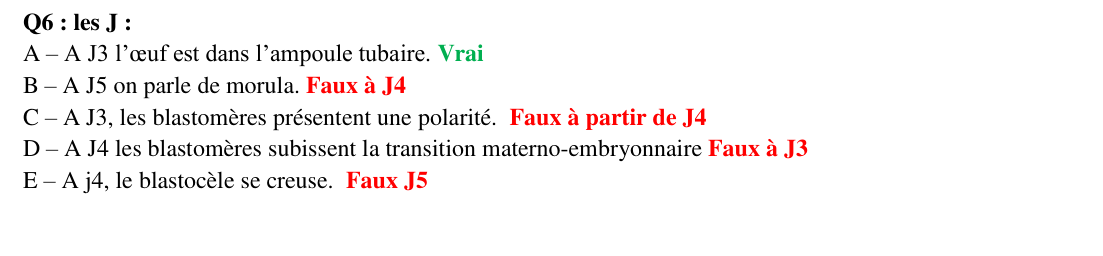 Q6 : les J :
A – A J3 l’œuf est dans l’ampoule tubaire. Vrai
B – A J5 on parle de morula. Faux à J4
C – A J3, les blastomères présentent une polarité.  Faux à partir de J4
D – A J4 les blastomères subissent la transition materno-embryonnaire Faux à J3
E – A j4, le blastocèle se creuse.  Faux J5